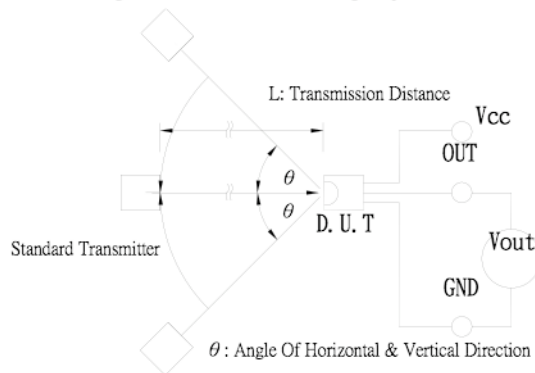 L: Transmission Distance
Vcc
OUT
θ
θ
D.U.T
Standard Transmitter
Vout
GND
θ : Angle Of Horizontal & Vertical Direction